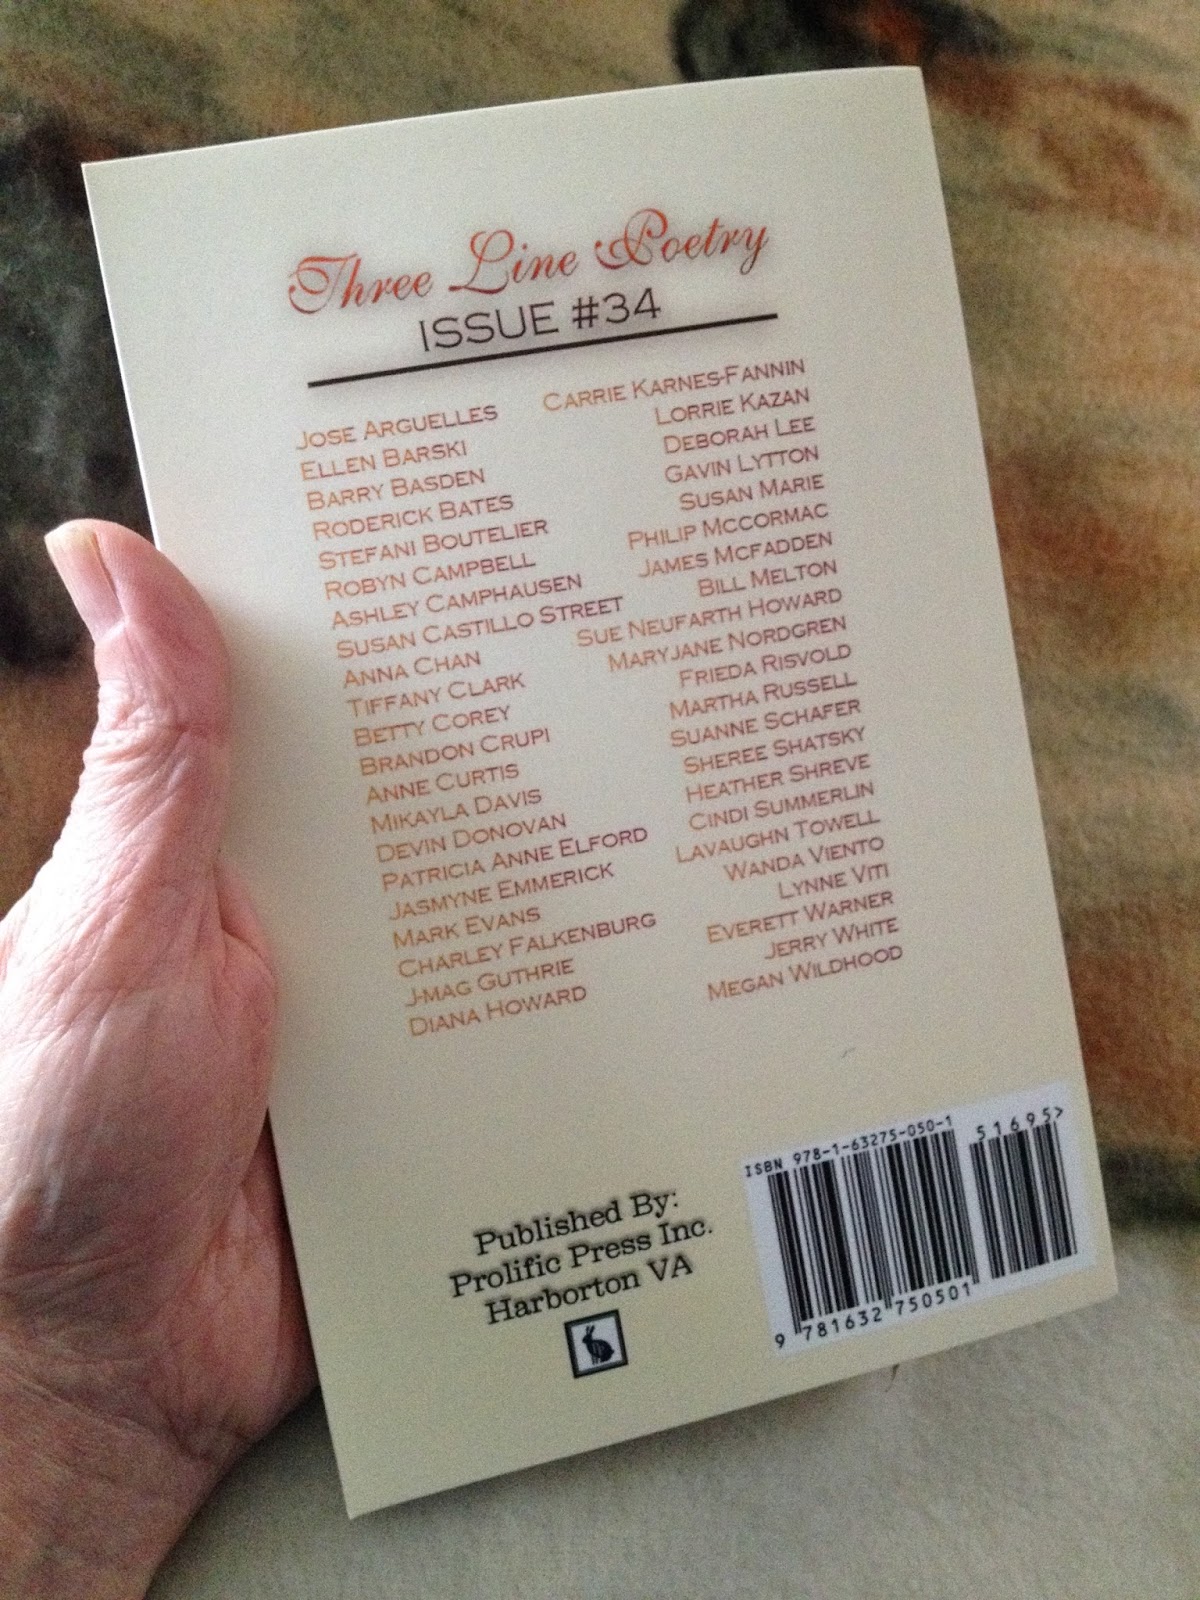 Three Line Poetry
ISSUE #34
JOSE ARGUELLES
ELLEN BARSKI
BARRY BASDEN
RODERICK BATES
STEFANI BOUTELIER
ROBYN CAMPBELL
ASHLEY CAMPHAUSEN
SUSAN CASTILLO STREET
ANNA CHAN
TIFFANY CLARK
BETTY COREY
BRANDON CRUPI
ANNE CURTIS
MIKAYLA DAVIS
DEVIN DONOVAN
PATRICIA ANNE ELFORD
JASMYNE EMMERICK
MARK EVANS
CHARLEY FALKENBURG
J-MAG GUTHRIE
DIANA HOWARD
CARRIE KARNES-FANNIN
LORRIE KAZAN
DEBORAH LEE
GAVIN LYTTON
SUSAN MARIE
PHILIP MCCORMAC
JAMES MCFADDEN
BILL MELTON
SUE NEUFARTH HOWARD
MARYJANE NORDGREN
FRIEDA RISVOLD
MARTHA RUSSELL
SUANNE SCHAFER
SHEREE SHATSKY
HEATHER SHREVE
CINDI SUMMERLIN
LAVAUGHN TOWELL
WANDA VIENTO
LYNNE VITI
EVERETT WARNER
JERRY WHITE
MEGAN WILDHOOD
Published By:
Prolific Press Inc.
Harborton VA
ISBN 978-1-63275-050-1
51695>
9 781632 750501